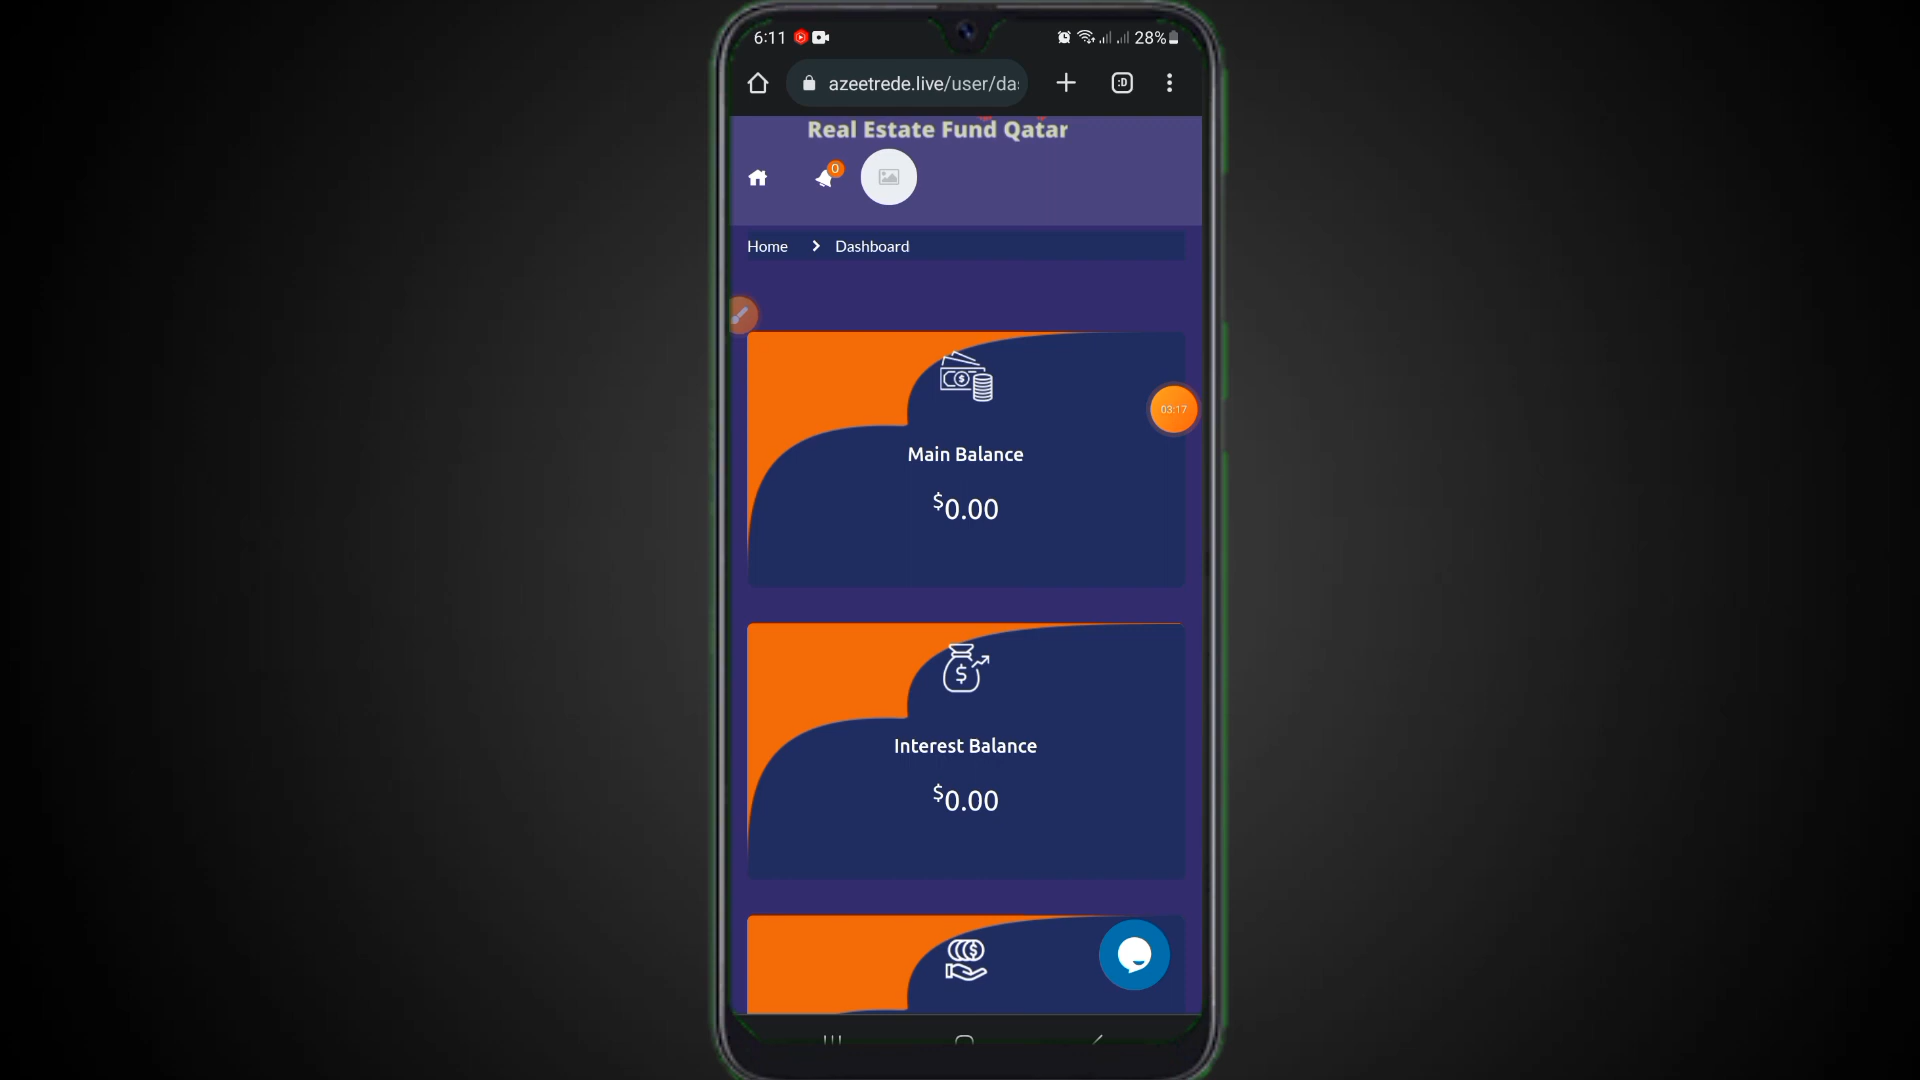 6:11 28%
azeetrede.live/user/da
:D
Real Estate Fund Qatar
0
Home Dashboard
03:17
Main Balance
$0.00
Interest Balance
$0.00